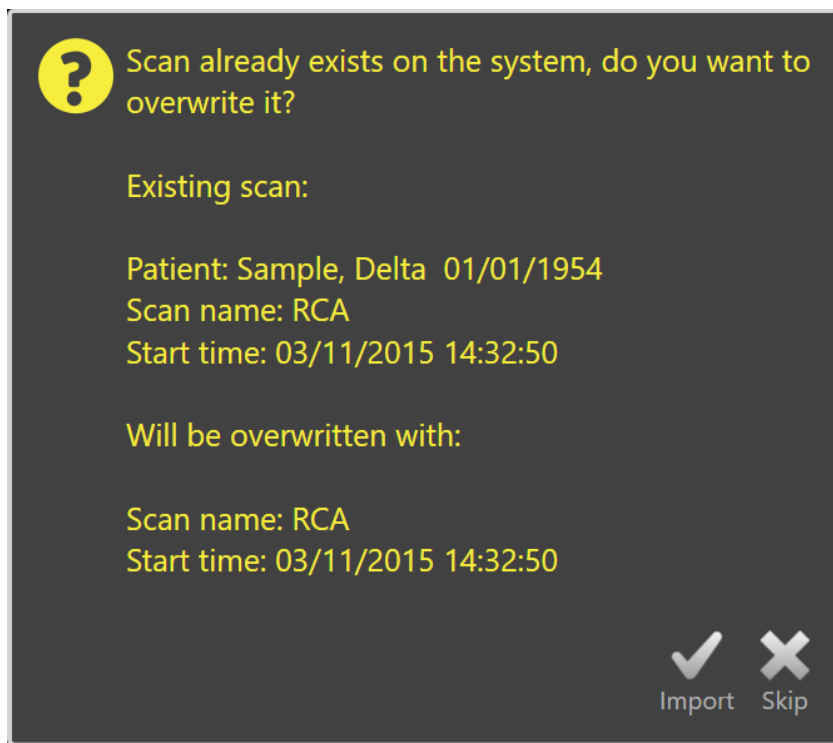 ?
Scan already exists on the system, do you want to
overwrite it?
Existing scan:
Patient: Sample, Delta  01/01/1954
Scan name: RCA
Start time: 03/11/2015 14:32:50
Will be overwritten with:
Scan name: RCA
Start time: 03/11/2015 14:32:50
Import Skip